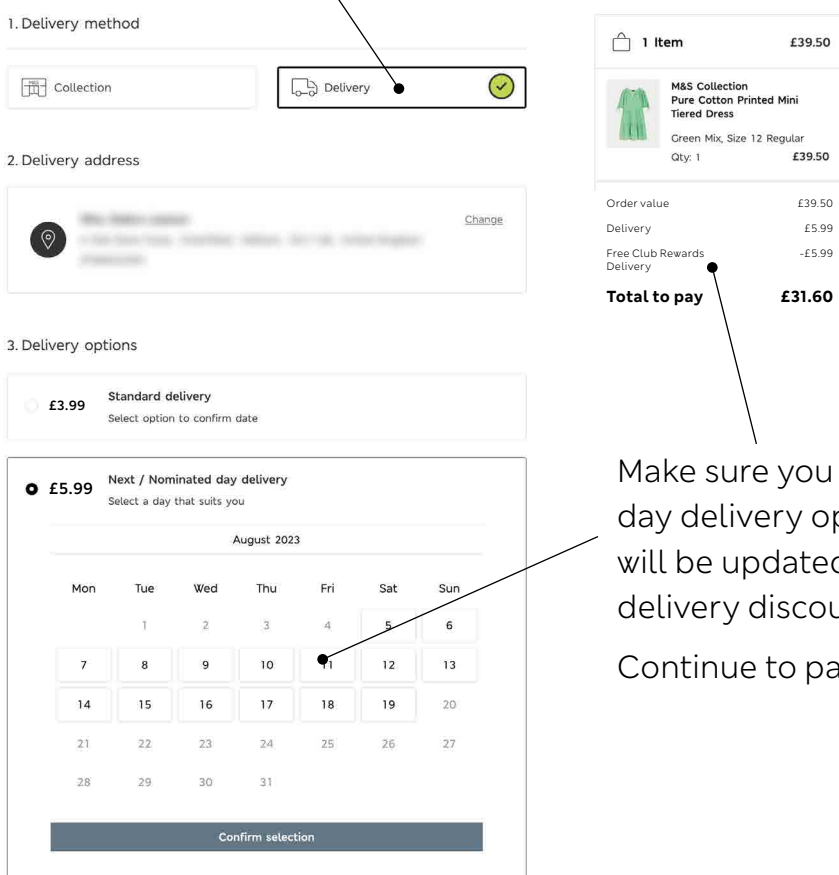 1. Delivery method
M&S
Collection
Delivery
2. Delivery address
Change
3. Delivery options
£3.99
Standard delivery
Select option to confirm date
£5.99
Next / Nominated day delivery
Select a day that suits you
August 2023
Mon Tue Wed Thu Fri Sat Sun
1 2 3 4 5 6
7 8 9 10 11 12 13
14 15 16 17 18 19 20
21 22 23 24 25 26 27
28 29 30 31
Confirm selection
1 Item £39.50
M&S Collection
Pure Cotton Printed Mini
Tiered Dress
Green Mix, Size 12 Regular
Qty: 1 £39.50
Order value £39.50
Delivery £5.99
Free Club Rewards -£5.99
Delivery
Total to pay £31.60
Make sure you
day delivery op
will be updated
delivery discou
Continue to pa